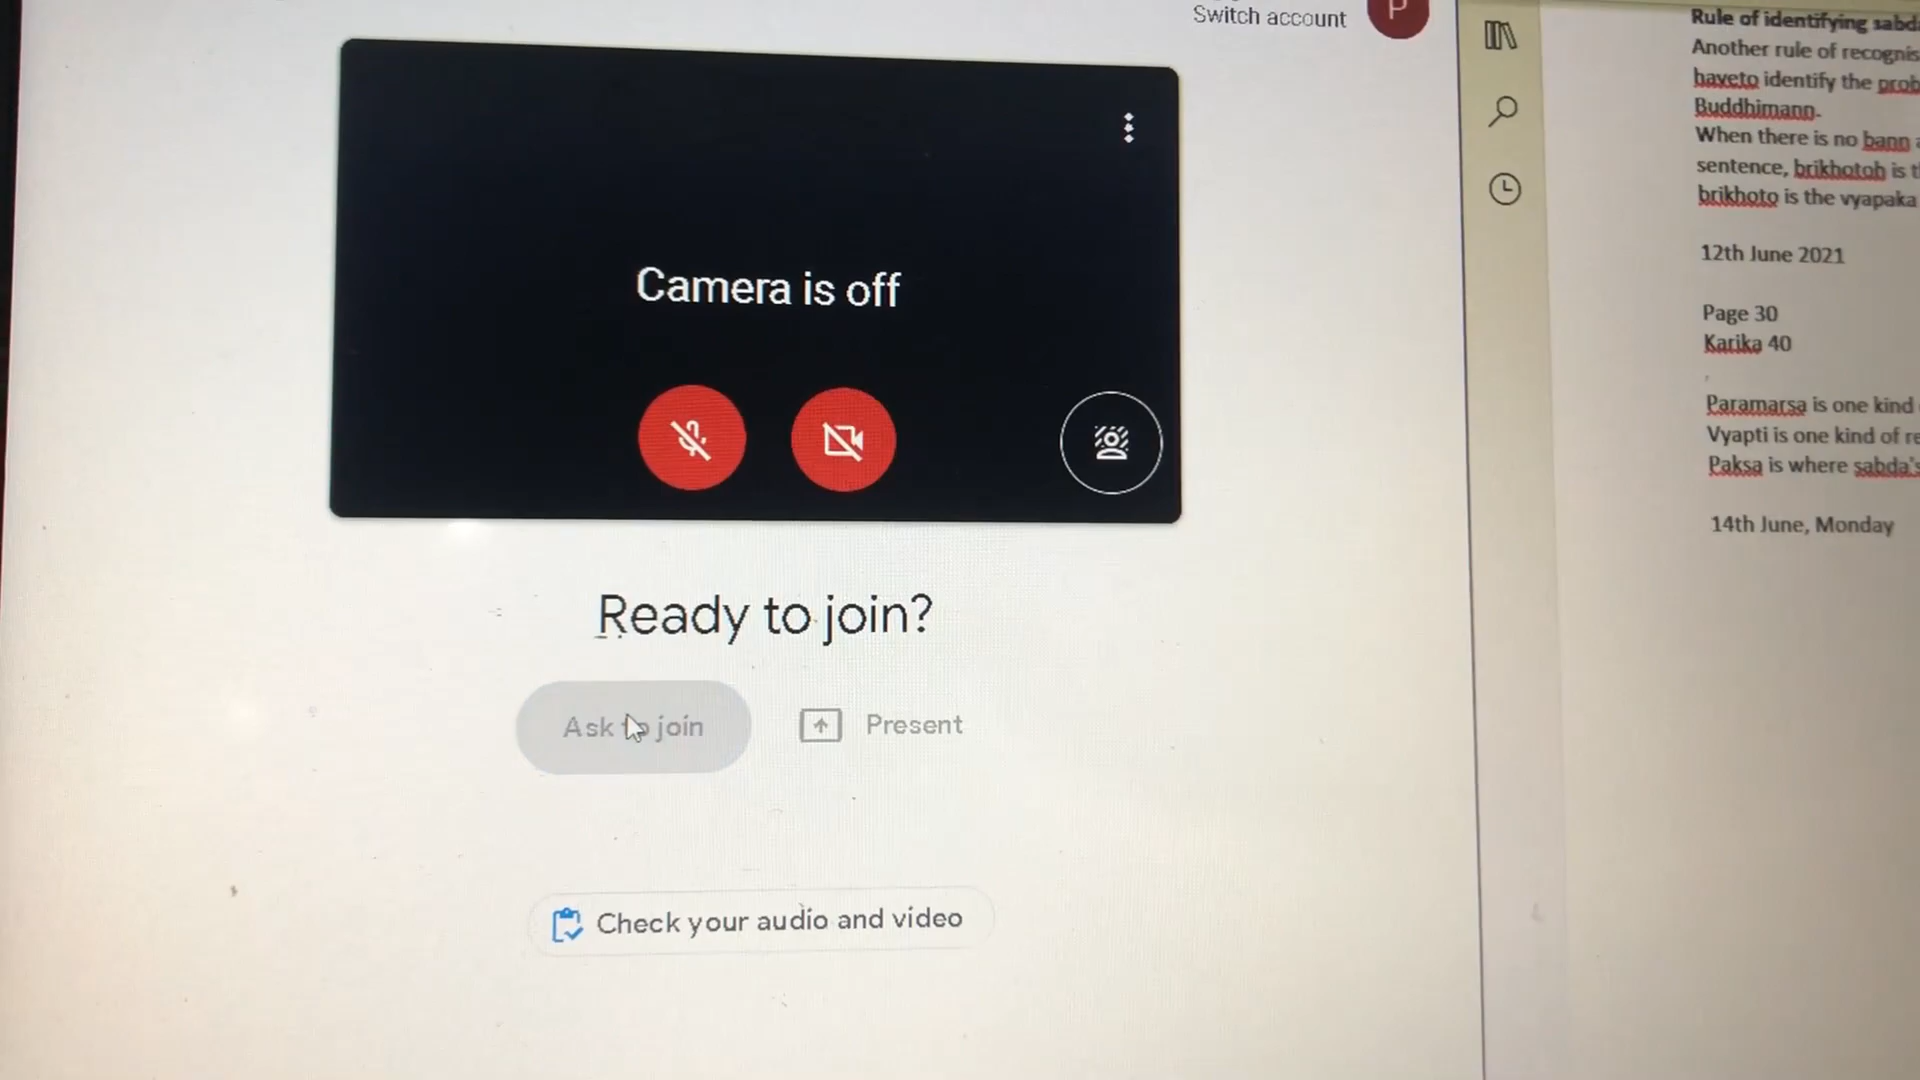 Switch account
P
Camera is off
Ready to join?
Ask to join
Present
Check your audio and video
Rule of identifying
Another rule of
haveto identify the
Buddhimann.
When there is no bann
sentence, brikhotoh is
brikhoto is the vyapaka
12th June 2021
Page 30
Karika 40
Paramarsa is one kind
Vyapti is one kind of
Paksa is where sabda's
14th June, Monday